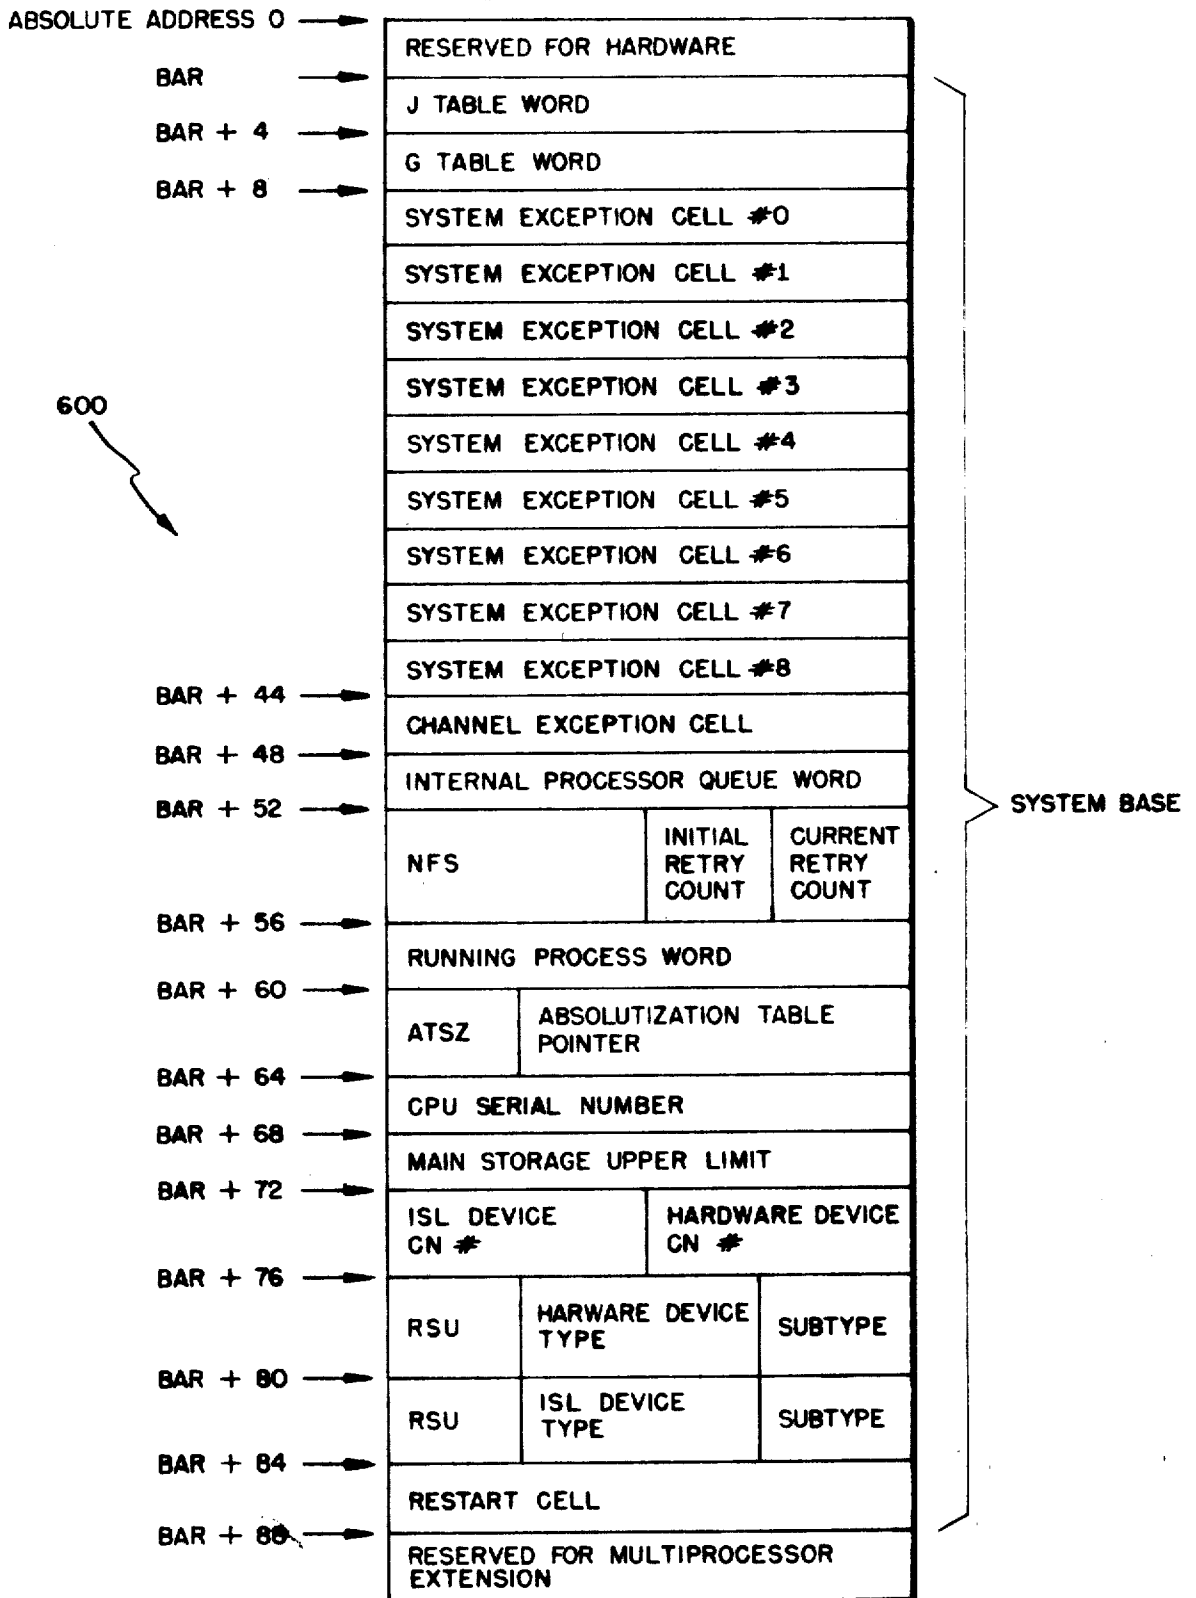 ABSOLUTE ADDRESS 0
RESERVED FOR HARDWARE
BAR
J TABLE WORD
BAR + 4
G TABLE WORD
BAR + 8
SYSTEM EXCEPTION CELL #0
SYSTEM EXCEPTION CELL #1
SYSTEM EXCEPTION CELL #2
SYSTEM EXCEPTION CELL #3
600
SYSTEM EXCEPTION CELL #4
SYSTEM EXCEPTION CELL #5
SYSTEM EXCEPTION CELL #6
SYSTEM EXCEPTION CELL #7
SYSTEM EXCEPTION CELL #8
BAR + 44
CHANNEL EXCEPTION CELL
BAR + 48
INTERNAL PROCESSOR QUEUE WORD
BAR + 52
SYSTEM BASE
NFS
INITIAL
RETRY
COUNT
CURRENT
RETRY
COUNT
BAR + 56
RUNNING PROCESS WORD
BAR + 60
ATSZ
ABSOLUTIZATION TABLE
POINTER
BAR + 64
CPU SERIAL NUMBER
BAR + 68
MAIN STORAGE UPPER LIMIT
BAR + 72
ISL DEVICE
CN #
HARDWARE DEVICE
CN #
BAR + 76
RSU
HARWARE DEVICE
TYPE
SUBTYPE
BAR + 80
RSU
ISL DEVICE
TYPE
SUBTYPE
BAR + 84
RESTART CELL
BAR + 88
RESERVED FOR MULTIPROCESSOR
EXTENSION